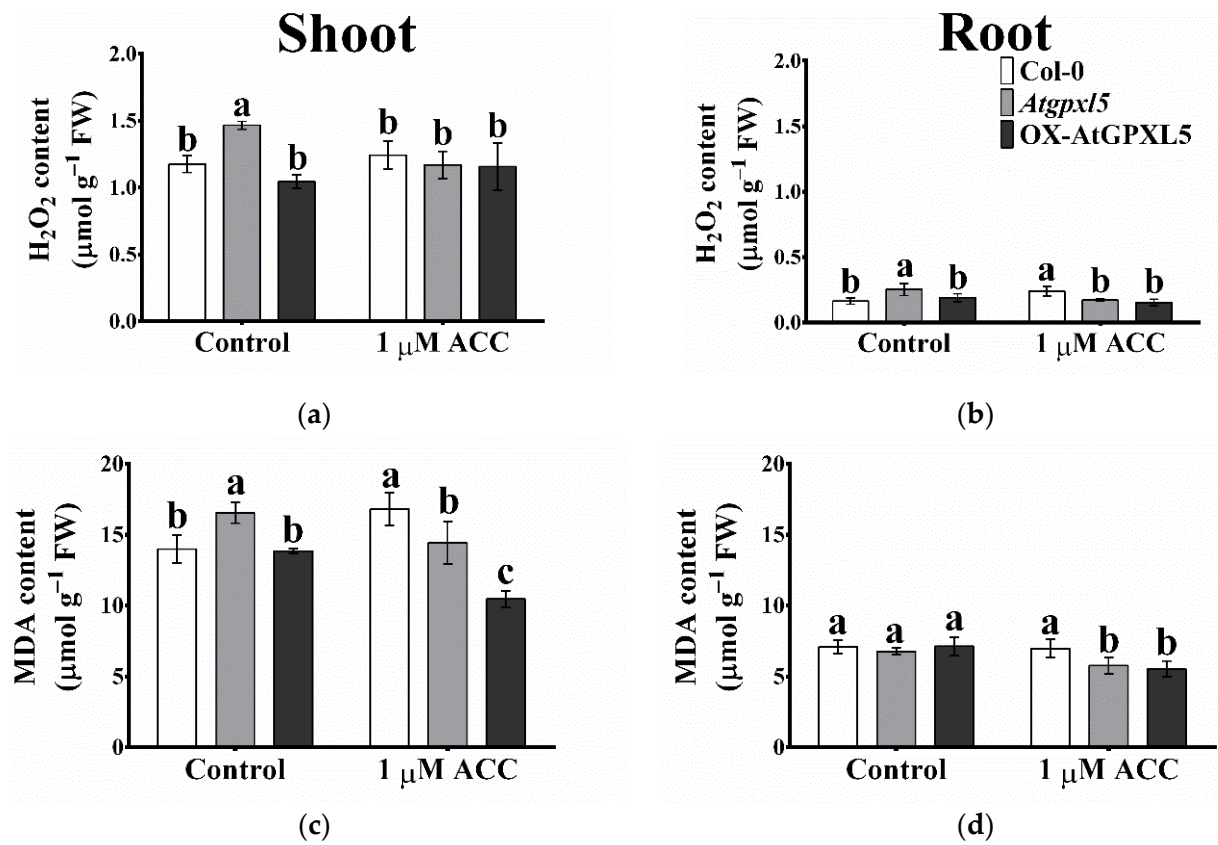 Shoot
2.0
1.5
1.0
0.5
0.0
H₂O₂ content
(μmol g⁻¹ FW)
b a b b b b
Control 1 μM ACC
(a)
Root
Col-0
Atgpxl5
OX-AtGPXL5
2.0
1.5
1.0
0.5
0.0
H₂O₂ content
(μmol g⁻¹ FW)
b a b a b b
Control 1 μM ACC
(b)
20
15
10
5
0
MDA content
(μmol g⁻¹ FW)
b a b a b c
Control 1 μM ACC
(c)
20
15
10
5
0
MDA content
(μmol g⁻¹ FW)
a a a a b b
Control 1 μM ACC
(d)